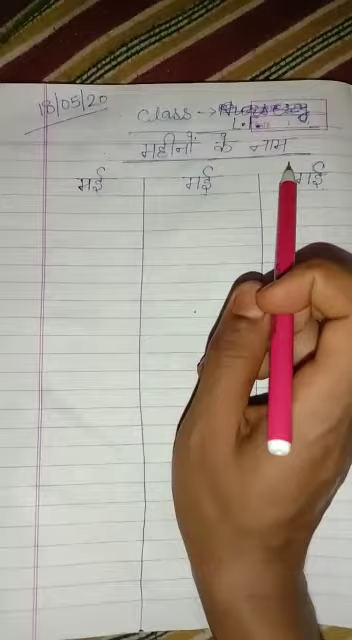 18/05/20
Class →
महीनों के नाम
मई मई मई